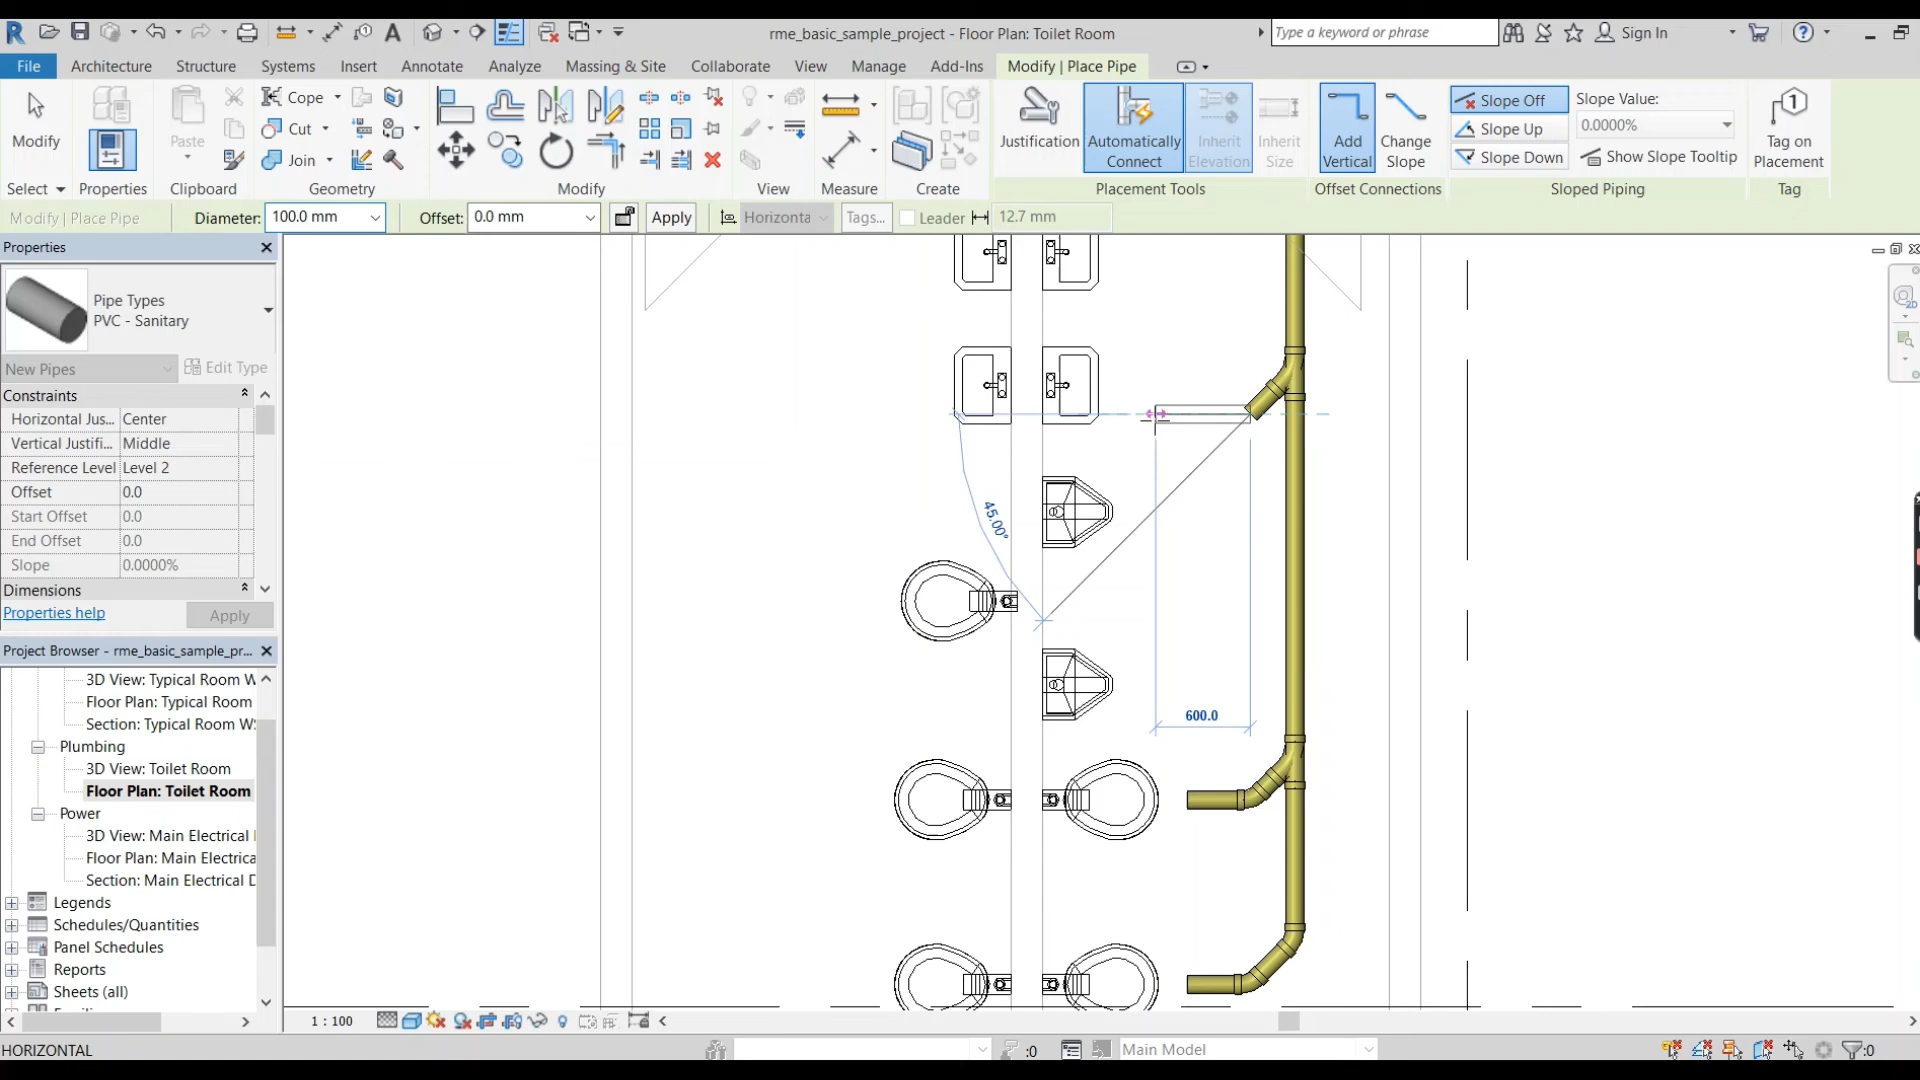 rme_basic_sample_project - Floor Plan: Toilet Room
Type a keyword or phrase
Sign In
File
Architecture
Structure
Systems
Insert
Annotate
Analyze
Massing & Site
Collaborate
View
Manage
Add-Ins
Modify | Place Pipe
Modify
Paste
Cope
Cut
Join
Justification
Automatically
Connect
Inherit
Elevation
Inherit
Size
Add
Vertical
Change
Slope
Slope Off
Slope Up
Slope Down
Slope Value:
0.0000%
Show Slope Tooltip
Tag on
Placement
Select
Properties
Clipboard
Geometry
Modify
View
Measure
Create
Placement Tools
Offset Connections
Sloped Piping
Tag
Modify | Place Pipe
Diameter: 100.0 mm
Offset: 0.0 mm
Apply
Horizonta
Tags...
Leader
12.7 mm
Properties
Pipe Types
PVC - Sanitary
New Pipes
Edit Type
Constraints
Horizontal Jus... Center
Vertical Justifi... Middle
Reference Level Level 2
Offset 0.0
Start Offset 0.0
End Offset 0.0
Slope 0.0000%
Dimensions
Properties help
Apply
Project Browser - rme_basic_sample_pr...
3D View: Typical Room W
Floor Plan: Typical Room
Section: Typical Room W
Plumbing
3D View: Toilet Room
Floor Plan: Toilet Room
Power
3D View: Main Electrical
Floor Plan: Main Electrica
Section: Main Electrical D
Legends
Schedules/Quantities
Panel Schedules
Reports
Sheets (all)
45.00°
600.0
2D
1 : 100
HORIZONTAL
:0
Main Model
:0